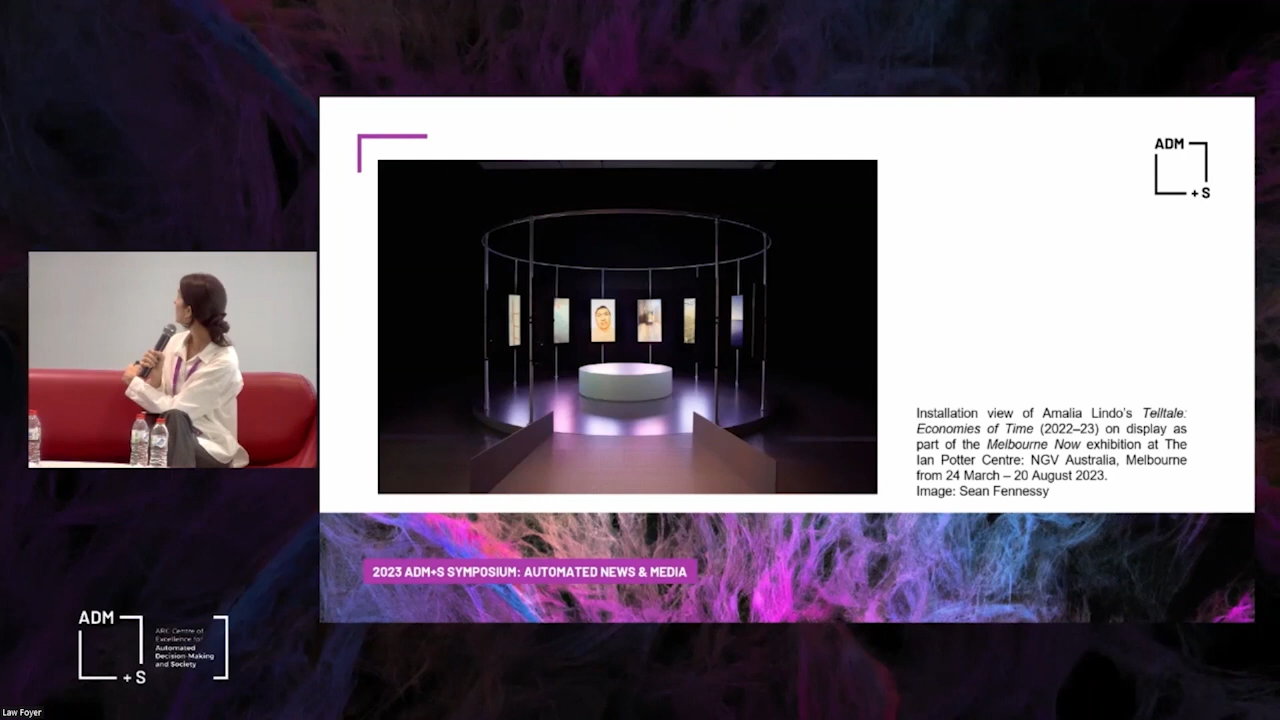 ADM
+ S
Installation view of Amalia Lindo's Telltale:
Economies of Time (2022–23) on display as
part of the Melbourne Now exhibition at The
Ian Potter Centre: NGV Australia, Melbourne
from 24 March – 20 August 2023.
Image: Sean Fennessy
2023 ADM+S SYMPOSIUM: AUTOMATED NEWS & MEDIA
ADM
+ S
ARC Centre of
Excellence for
Automated
Decision-Making
and Society
Law Foyer